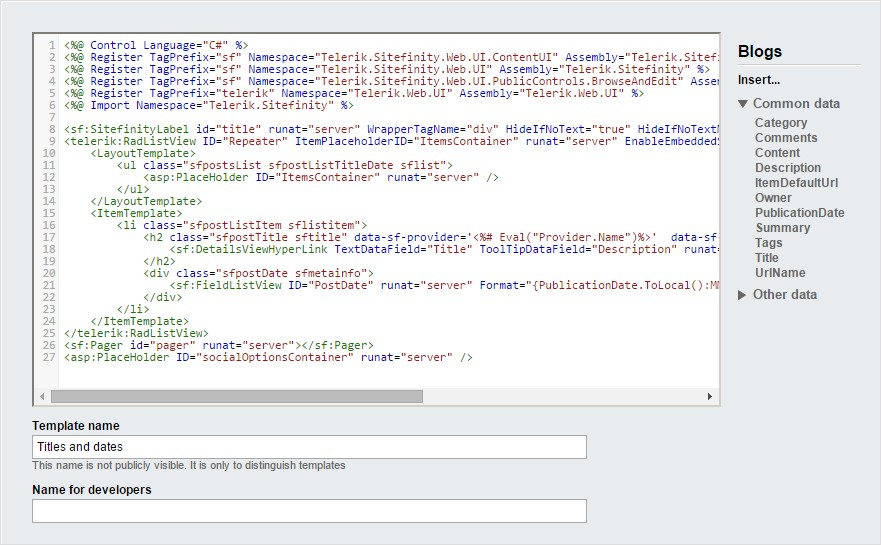 1 <%@ Control Language="C#" %>
2 <%@ Register TagPrefix="sf" Namespace="Telerik.Sitefinity.Web.UI.ContentUI" Assembly="Telerik.Sitef
3 <%@ Register TagPrefix="sf" Namespace="Telerik.Sitefinity.Web.UI" Assembly="Telerik.Sitefinity" %>
4 <%@ Register TagPrefix="sf" Namespace="Telerik.Sitefinity.Web.UI.PublicControls.BrowseAndEdit" Asse
5 <%@ Register TagPrefix="telerik" Namespace="Telerik.Web.UI" Assembly="Telerik.Web.UI" %>
6 <%@ Import Namespace="Telerik.Sitefinity" %>
7
8 <sf:SitefinityLabel id="title" runat="server" WrapperTagName="div" HideIfNoText="true" HideIfNoText
9 <telerik:RadListView ID="Repeater" ItemPlaceholderID="ItemsContainer" runat="server" EnableEmbedded
10 <LayoutTemplate>
11 <ul class="sfpostsList sfpostListTitleDate sflist">
12 <asp:PlaceHolder ID="ItemsContainer" runat="server" />
13 </ul>
14 </LayoutTemplate>
15 <ItemTemplate>
16 <li class="sfpostListItem sflistitem">
17 <h2 class="sfpostTitle sftitle" data-sf-provider='<%# Eval("Provider.Name")%>' data-sf-
18 <sf:DetailsViewHyperLink TextDataField="Title" ToolTipDataField="Description" runat=
19 </h2>
20 <div class="sfpostDate sfmetainfo">
21 <sf:FieldListView ID="PostDate" runat="server" Format="{PublicationDate.ToLocal():MM
22 </div>
23 </li>
24 </ItemTemplate>
25 </telerik:RadListView>
26 <sf:Pager id="pager" runat="server"></sf:Pager>
27 <asp:PlaceHolder ID="socialOptionsContainer" runat="server" />
Template name
Titles and dates
This name is not publicly visible. It is only to distinguish templates
Name for developers
Blogs
Insert...
Common data
Category
Comments
Content
Description
ItemDefaultUrl
Owner
PublicationDate
Summary
Tags
Title
UrlName
Other data